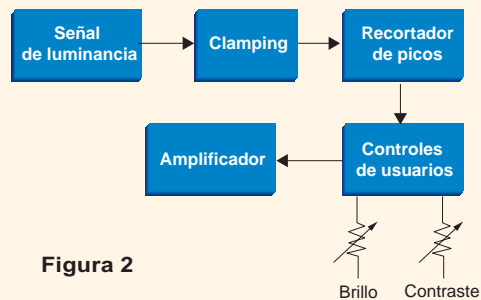 Señal
de luminancia
Clamping
Recortador
de picos
Amplificador
Controles
de usuarios
Figura 2
Brillo
Contraste